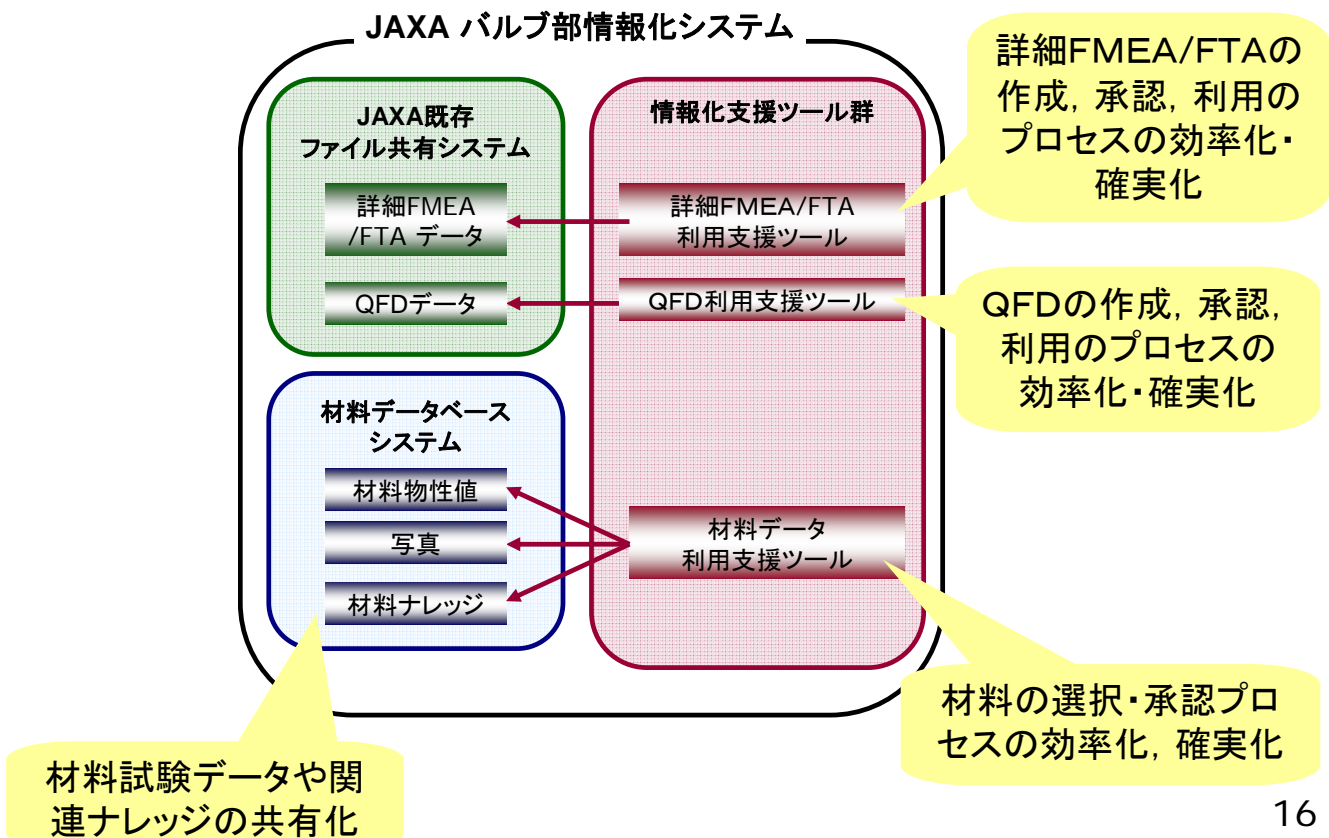 JAXA バルブ部情報化システム
JAXA既存
ファイル共有システム
詳細FMEA
/FTA データ
QFDデータ
材料データベース
システム
材料物性値
写真
材料ナレッジ
情報化支援ツール群
詳細FMEA/FTA
利用支援ツール
QFD利用支援ツール
材料データ
利用支援ツール
詳細FMEA/FTAの
作成，承認，利用の
プロセスの効率化・
確実化
QFDの作成，承認，
利用のプロセスの
効率化・確実化
材料の選択・承認プロ
セスの効率化，確実化
材料試験データや関
連ナレッジの共有化
16